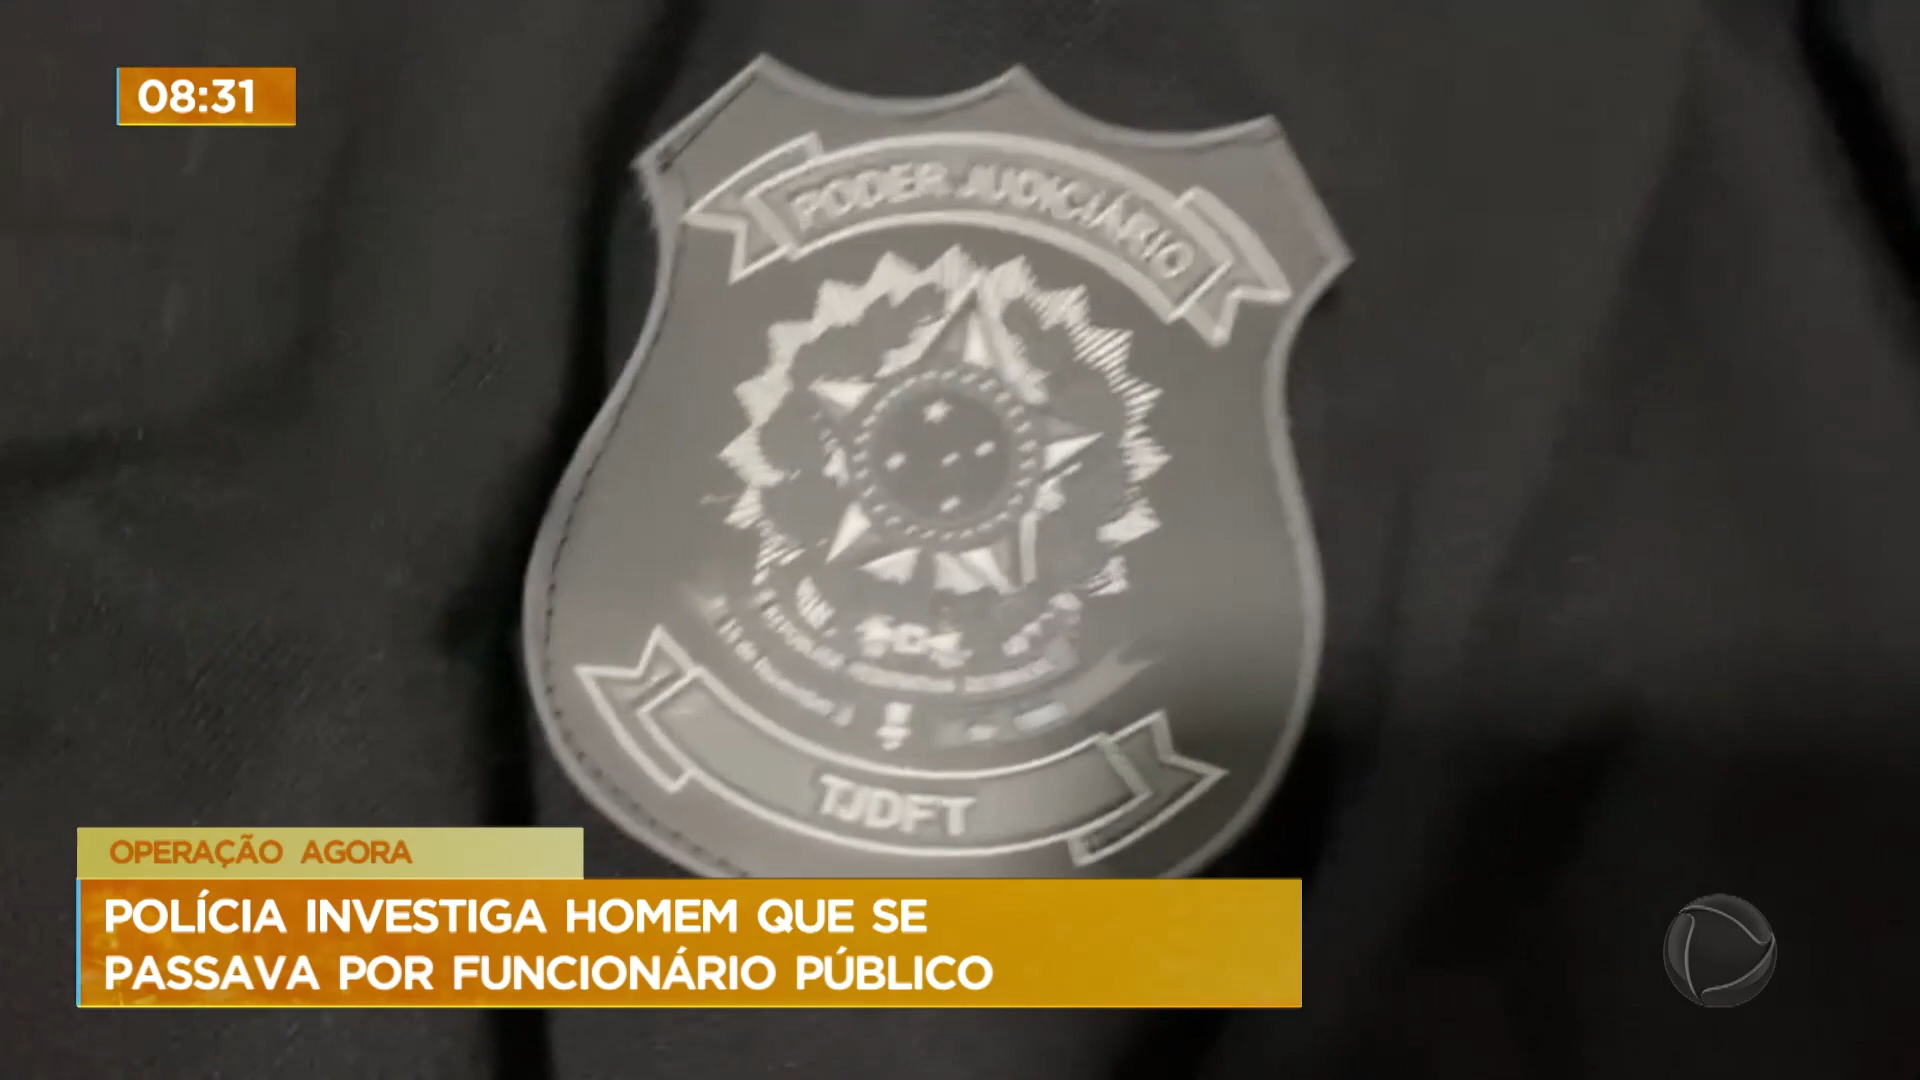 08:31
PODER JUDICIÁRIO
TJDFT
OPERAÇÃO AGORA
POLÍCIA INVESTIGA HOMEM QUE SE
PASSAVA POR FUNCIONÁRIO PÚBLICO